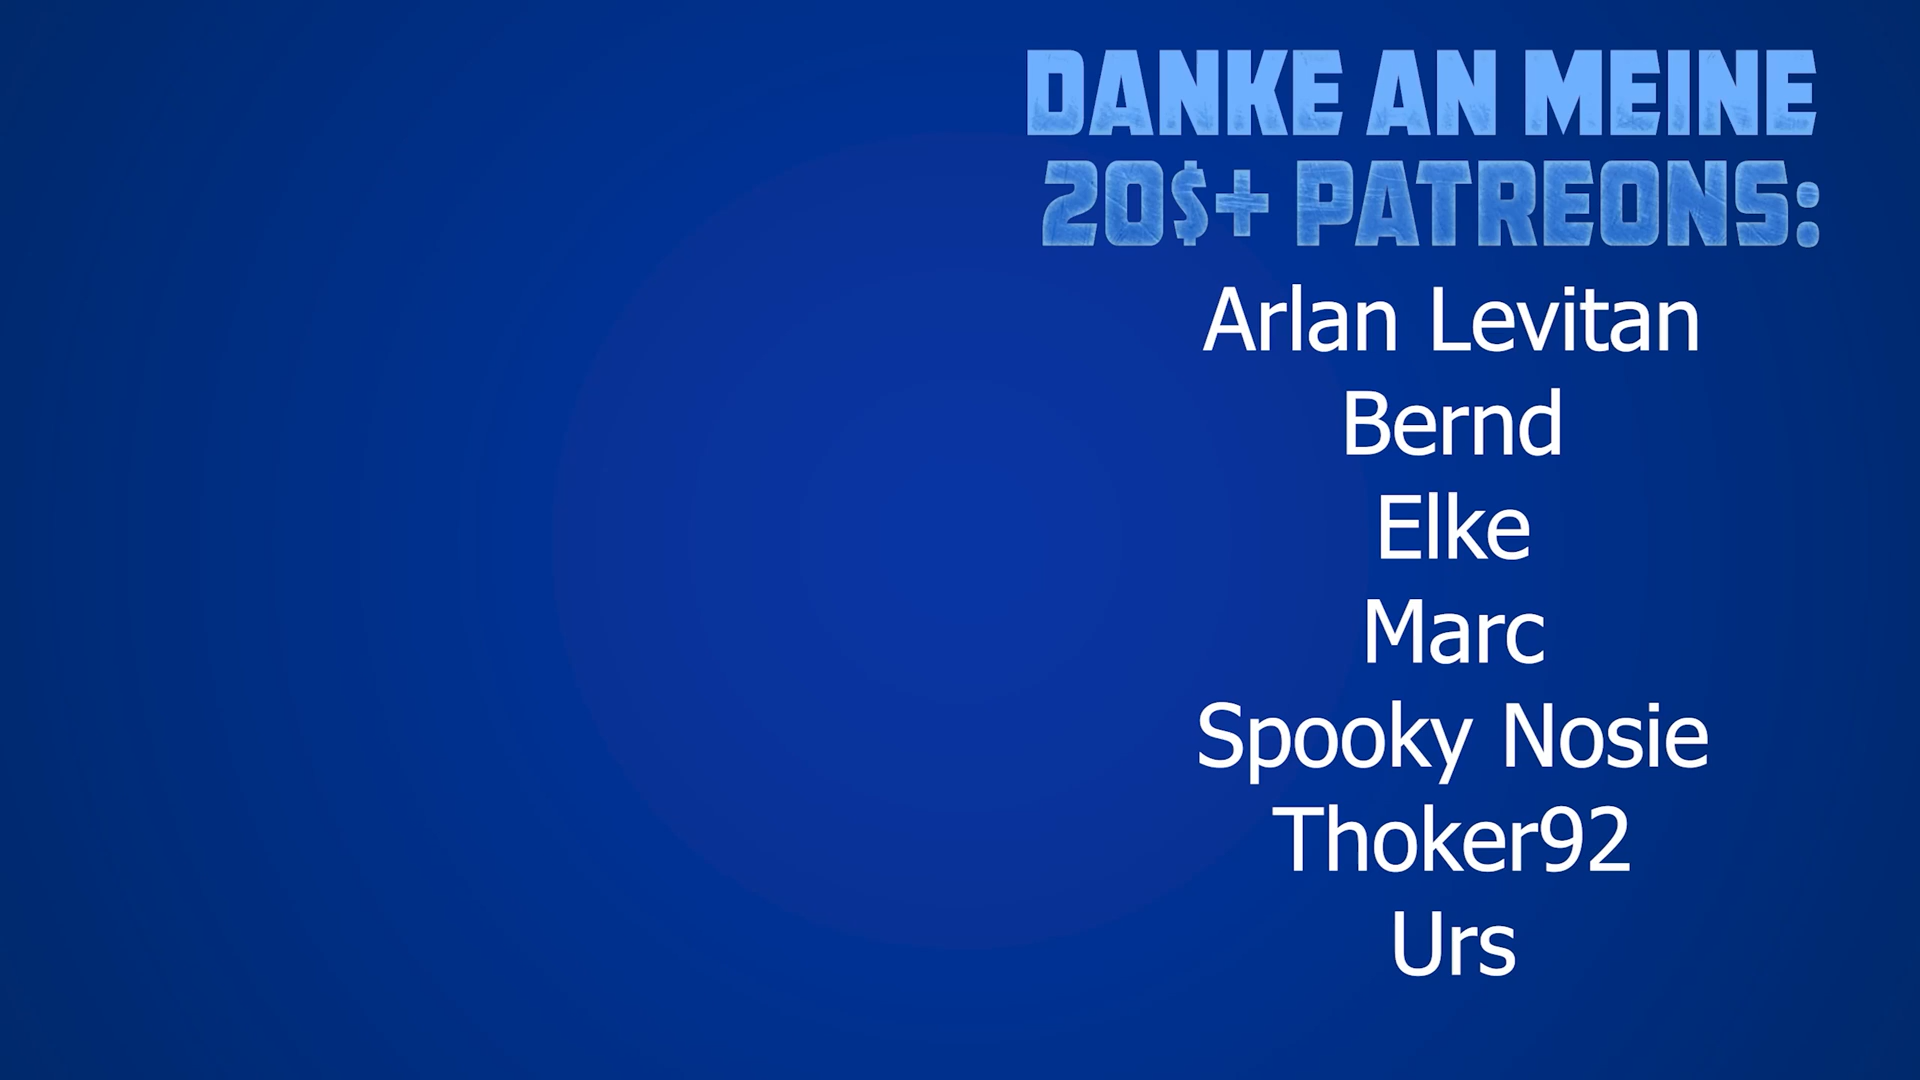 DANKE AN MEINE
20$+ PATREONS:
Arlan Levitan
Bernd
Elke
Marc
Spooky Nosie
Thoker92
Urs